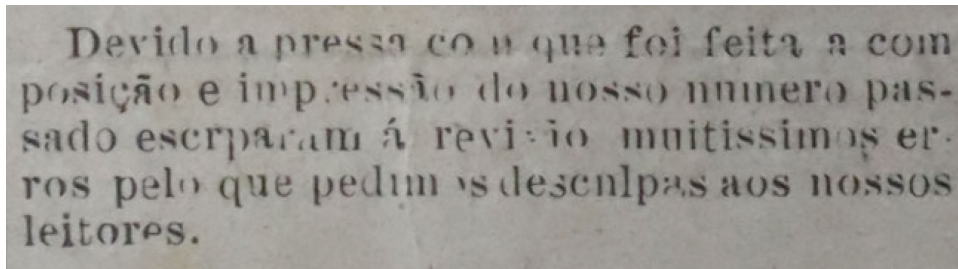 Devido a pressa com que foi feita a com
posição e impressão do nosso numero pas-
sado escrparam á revisão muitissimos er-
ros pelo que pedimos desculpas aos nossos
leitores.